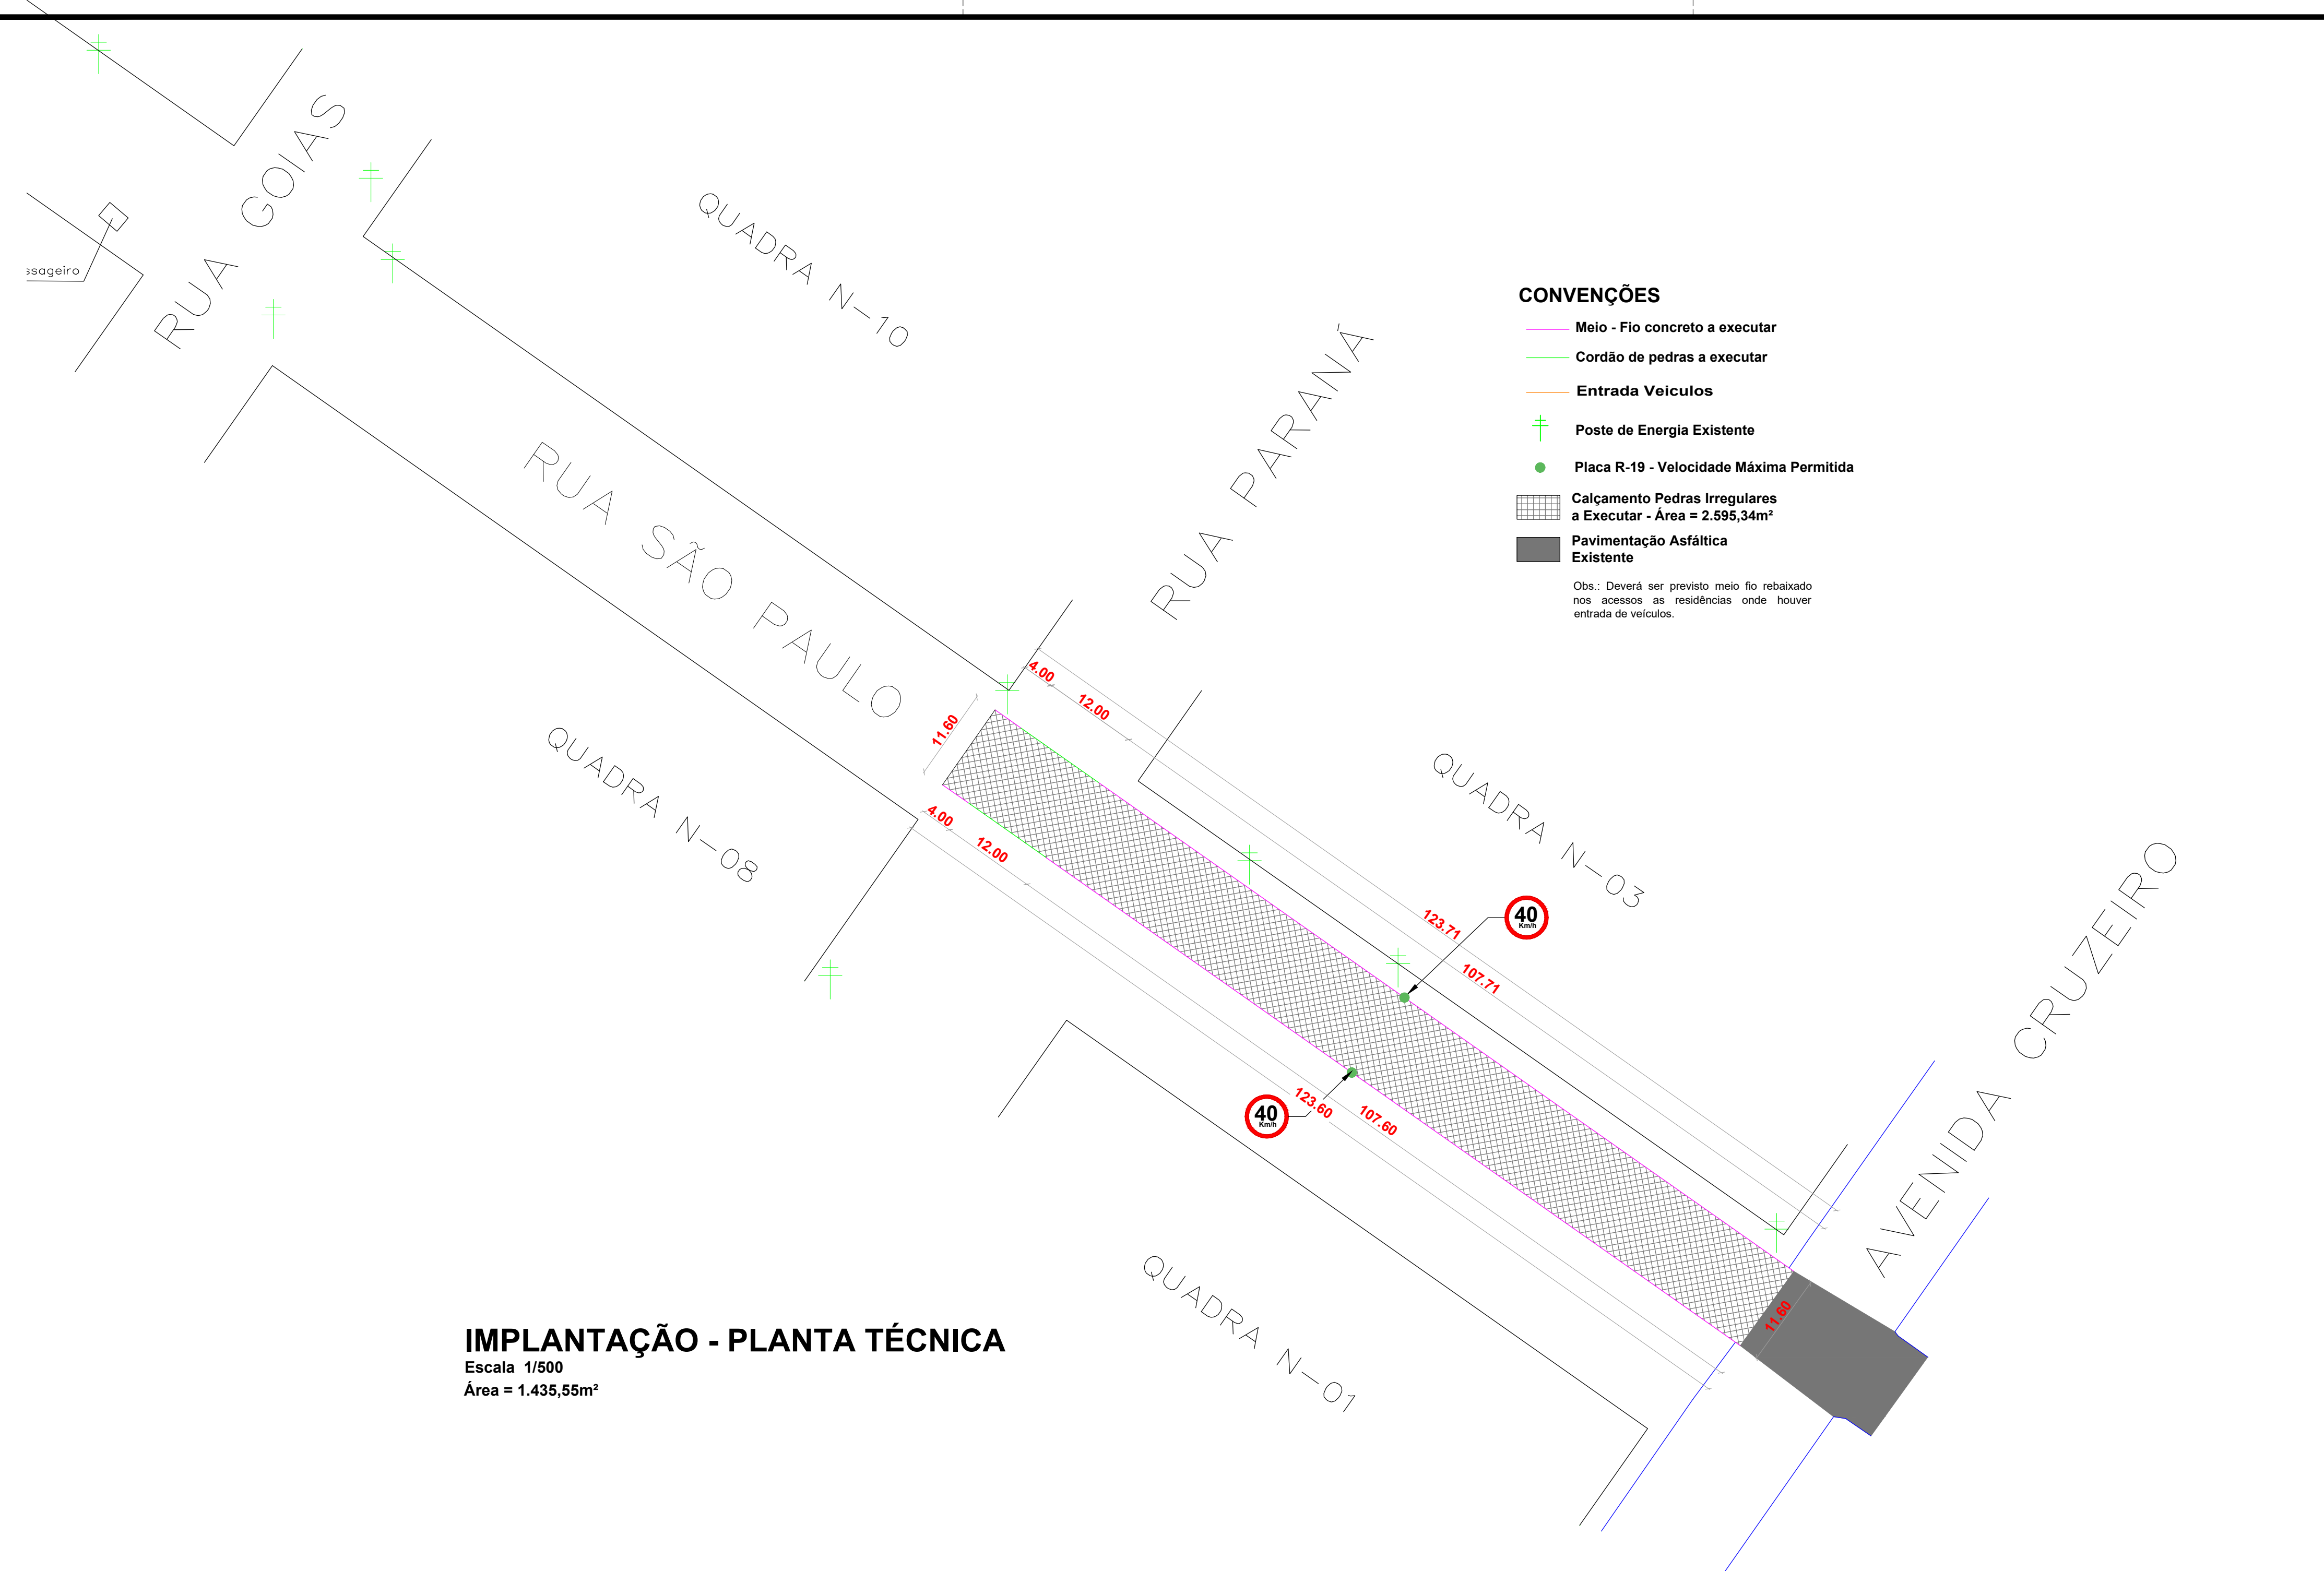 RUA GOIAS
ssageiro
QUADRA N-10
RUA PARANÁ
RUA SÃO PAULO
QUADRA N-08
CONVENÇÕES
Meio - Fio concreto a executar
Cordão de pedras a executar
Entrada Veiculos
Poste de Energia Existente
Placa R-19 - Velocidade Máxima Permitida
Calçamento Pedras Irregulares
a Executar - Área = 2.595,34m²
Pavimentação Asfáltica
Existente
Obs.: Deverá ser previsto meio fio rebaixado
nos acessos as residências onde houver
entrada de veículos.
4.00
12.00
11.60
4.00
12.00
QUADRA N-03
123.71
107.71
40
Km/h
123.60
107.60
40
Km/h
AVENIDA CRUZEIRO
11.60
QUADRA N-01
IMPLANTAÇÃO - PLANTA TÉCNICA
Escala 1/500
Área = 1.435,55m²